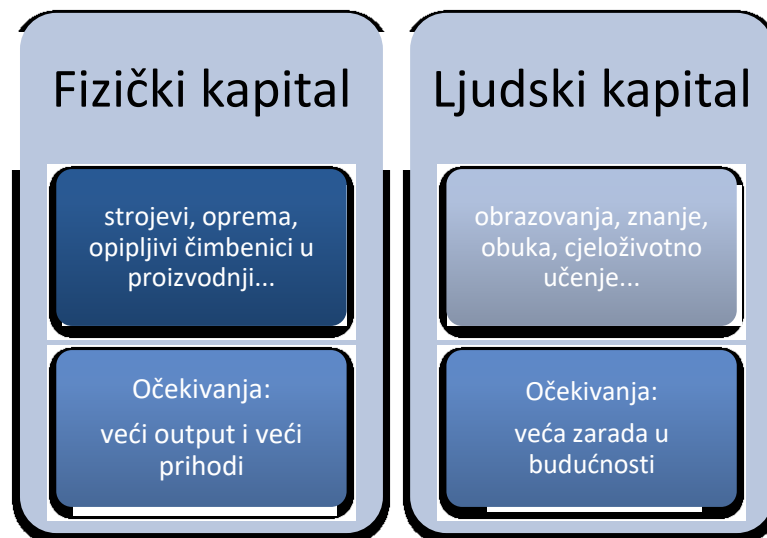 Fizički kapital
strojevi, oprema,
opipljivi čimbenici u
proizvodnji...
Očekivanja:
veći output i veći
prihodi
Ljudski kapital
obrazovanja, znanje,
obuka, cjeloživotno
učenje...
Očekivanja:
veća zarada u
budućnosti